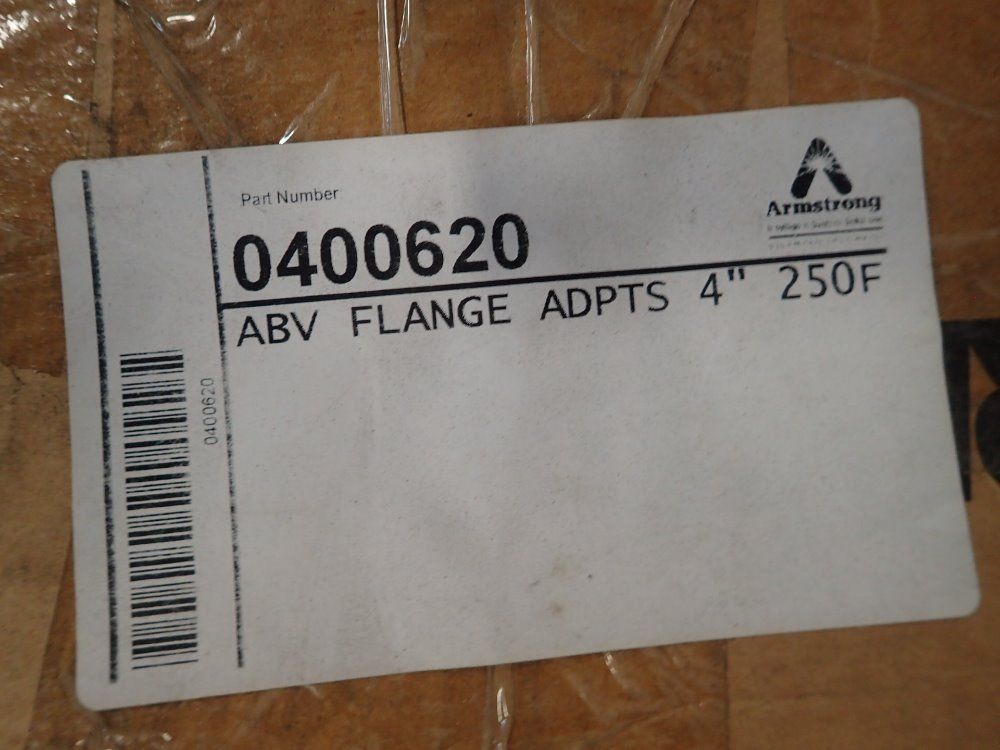 Part Number
Armstrong
0400620
ABV FLANGE ADPTS 4" 250F
0400620